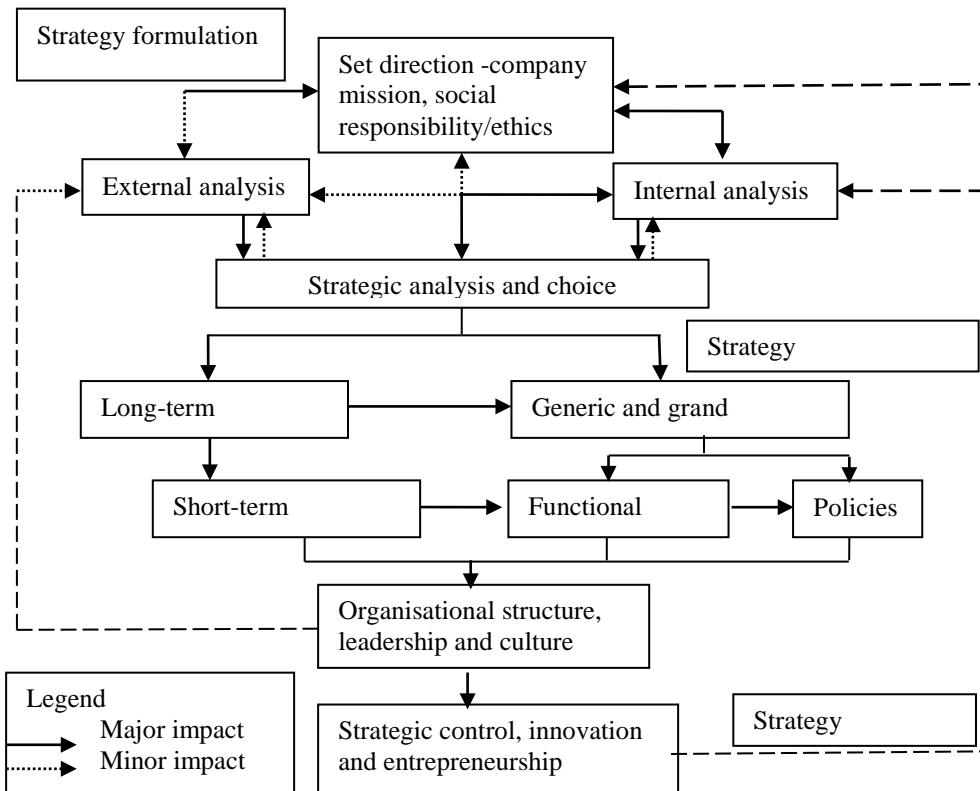 Strategy formulation
Set direction -company
mission, social
responsibility/ethics
External analysis
Internal analysis
Strategic analysis and choice
Strategy
Long-term
Generic and grand
Short-term
Functional
Policies
Organisational structure,
leadership and culture
Legend
Major impact
Minor impact
Strategic control, innovation
and entrepreneurship
Strategy